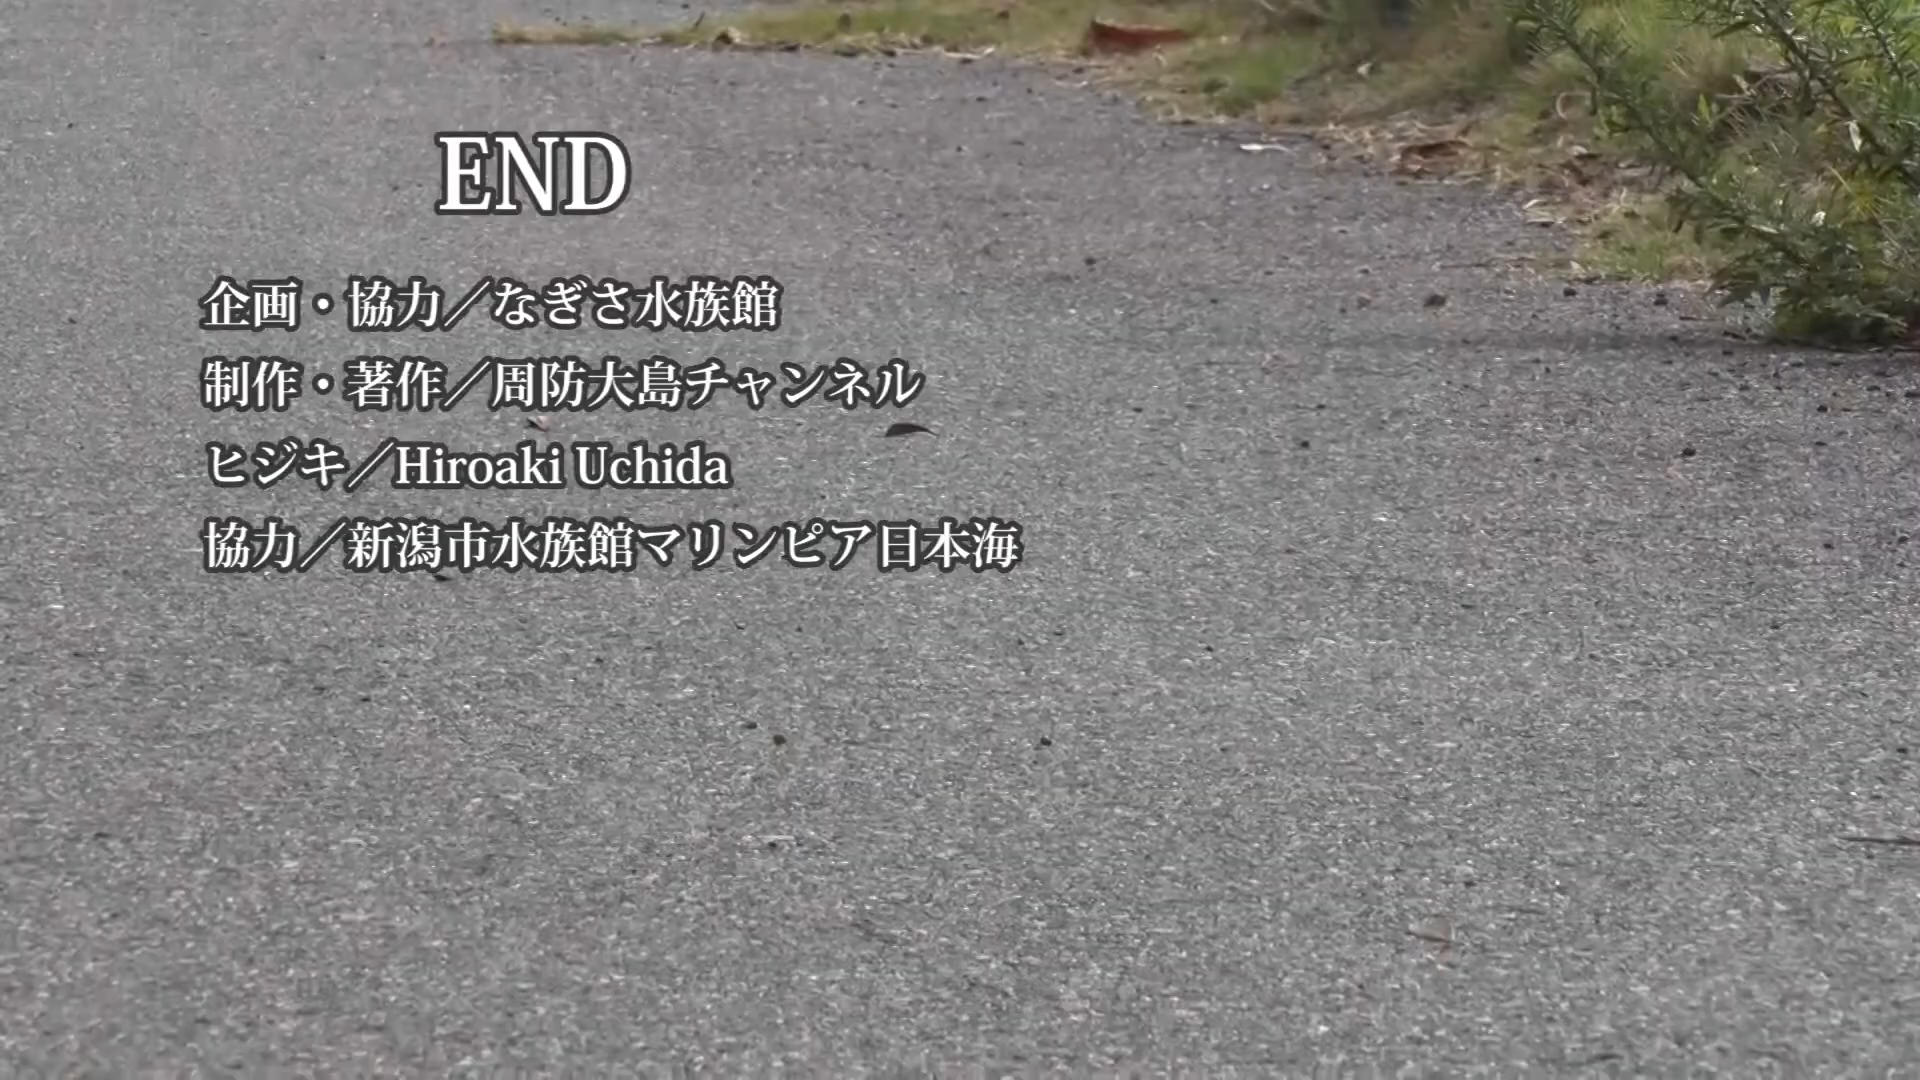 END
企画・協力／なぎさ水族館
制作・著作／周防大島チャンネル
ヒジキ／Hiroaki Uchida
協力／新潟市水族館マリンピア日本海